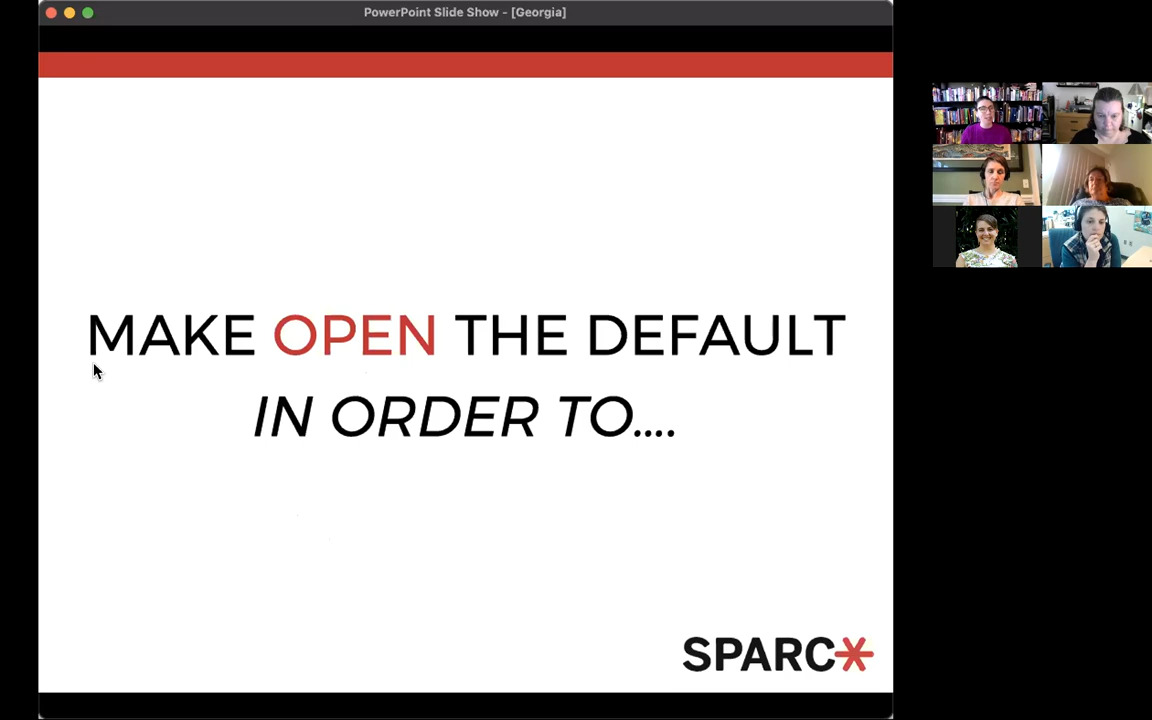 PowerPoint Slide Show - [Georgia]
MAKE OPEN THE DEFAULT
IN ORDER TO....
SPARC